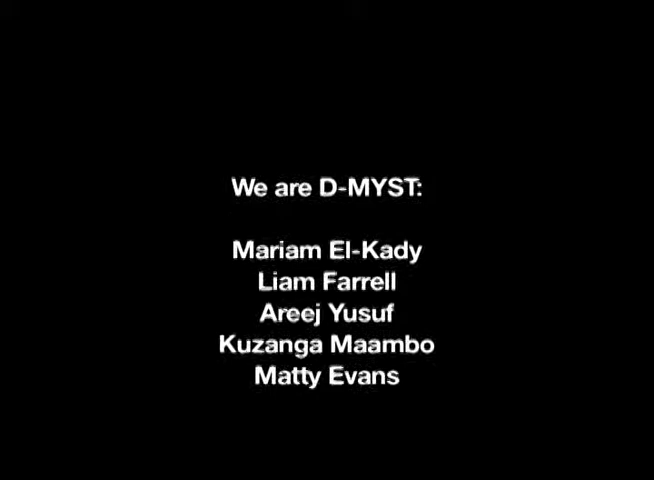 We are D-MYST:
Mariam El-Kady
Liam Farrell
Areej Yusuf
Kuzanga Maambo
Matty Evans